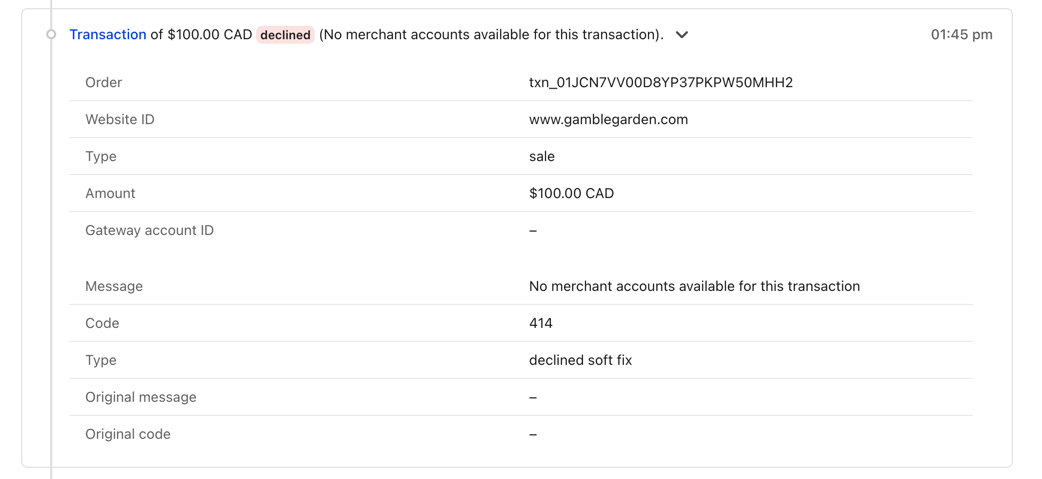 Transaction of $100.00 CAD declined (No merchant accounts available for this transaction). 01:45 pm
Order txn_01JCN7VV00D8YP37PKPW50MHH2
Website ID www.gamblegarden.com
Type sale
Amount $100.00 CAD
Gateway account ID –
Message No merchant accounts available for this transaction
Code 414
Type declined soft fix
Original message –
Original code –